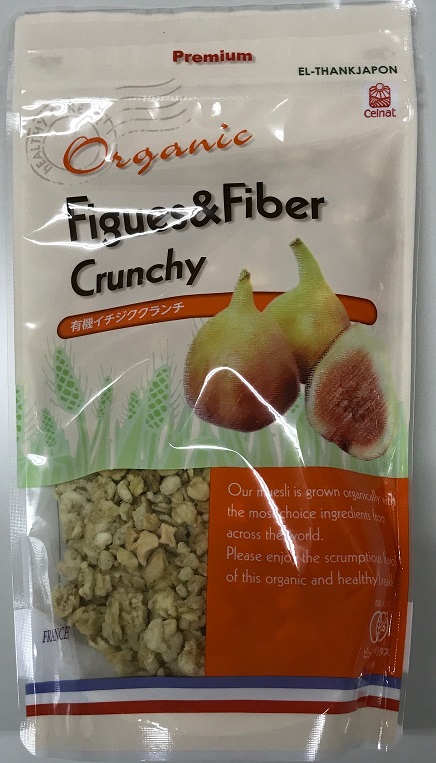 Premium
EL-THANKJAPON
Celnat
HEALTH
Organic
Figues&Fiber
Crunchy
有機イチジククランチ
Our muesli is grown organically with
the most choice ingredients from
across the world.
Please enjoy the scrumptious
of this organic and healthy
FRANCE